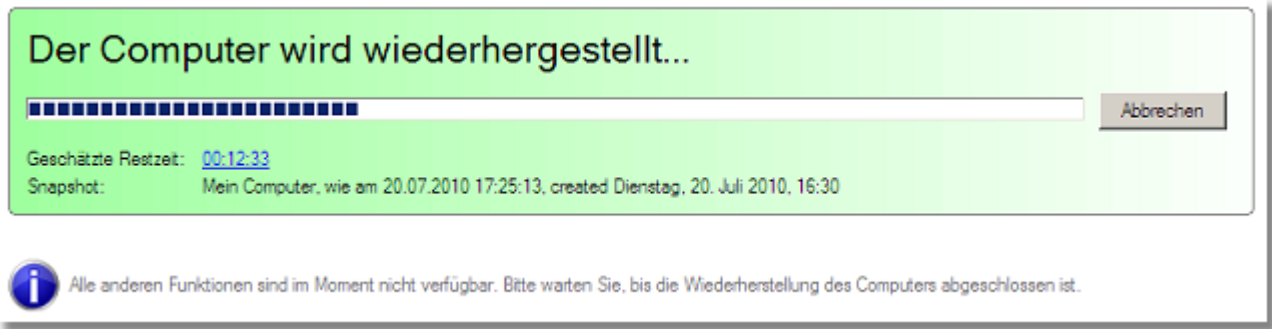 Der Computer wird wiederhergestellt...
Abbrechen
Geschätzte Restzeit: 00:12:33
Snapshot: Mein Computer, wie am 20.07.2010 17:25:13, created Dienstag, 20. Juli 2010, 16:30
Alle anderen Funktionen sind im Moment nicht verfügbar. Bitte warten Sie, bis die Wiederherstellung des Computers abgeschlossen ist.